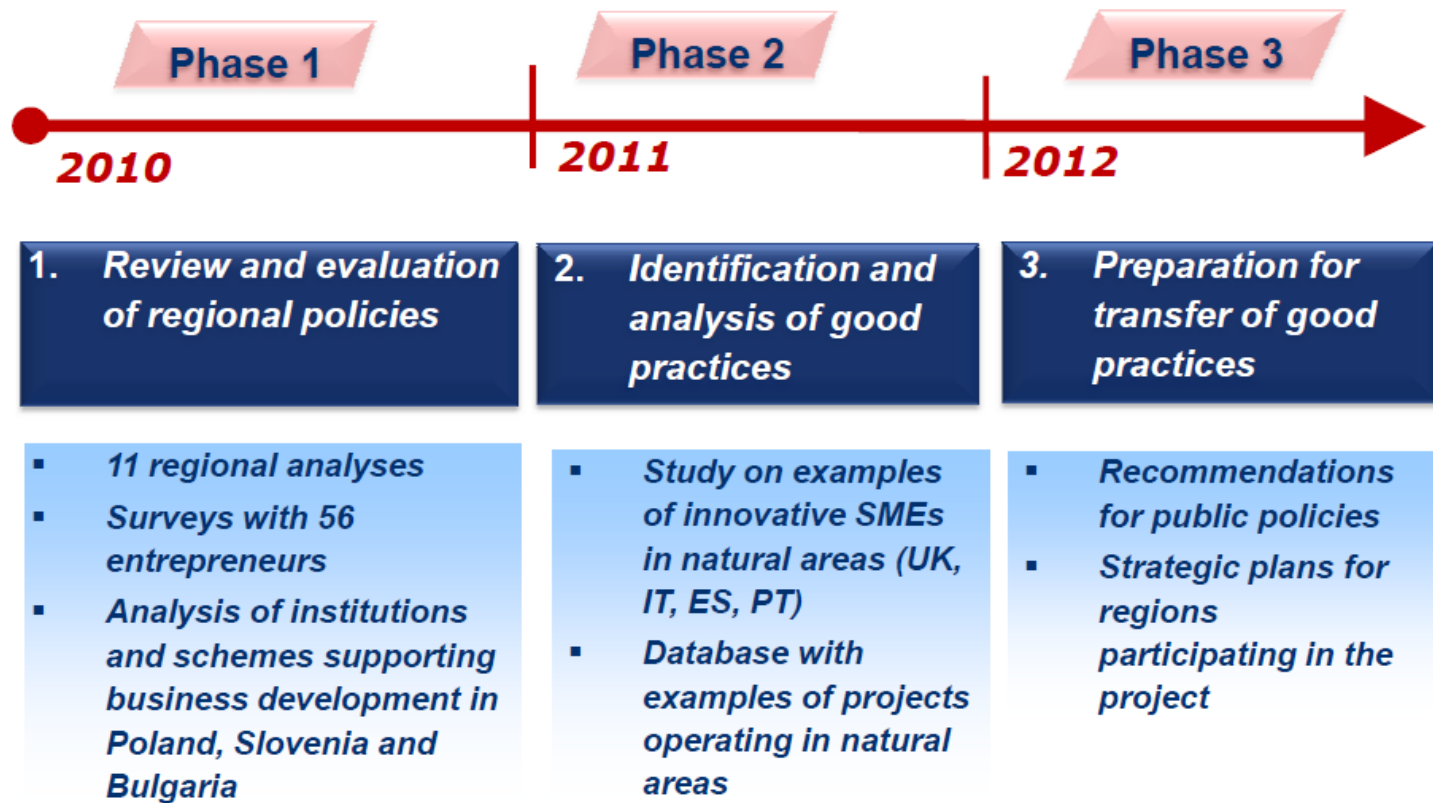 Phase 1
Phase 2
Phase 3
2010
2011
2012
1. Review and evaluation
of regional policies
2. Identification and
analysis of good
practices
3. Preparation for
transfer of good
practices
▪ 11 regional analyses
▪ Surveys with 56
entrepreneurs
▪ Analysis of institutions
and schemes supporting
business development in
Poland, Slovenia and
Bulgaria
▪ Study on examples
of innovative SMEs
in natural areas (UK,
IT, ES, PT)
▪ Database with
examples of projects
operating in natural
areas
▪ Recommendations
for public policies
▪ Strategic plans for
regions
participating in the
project